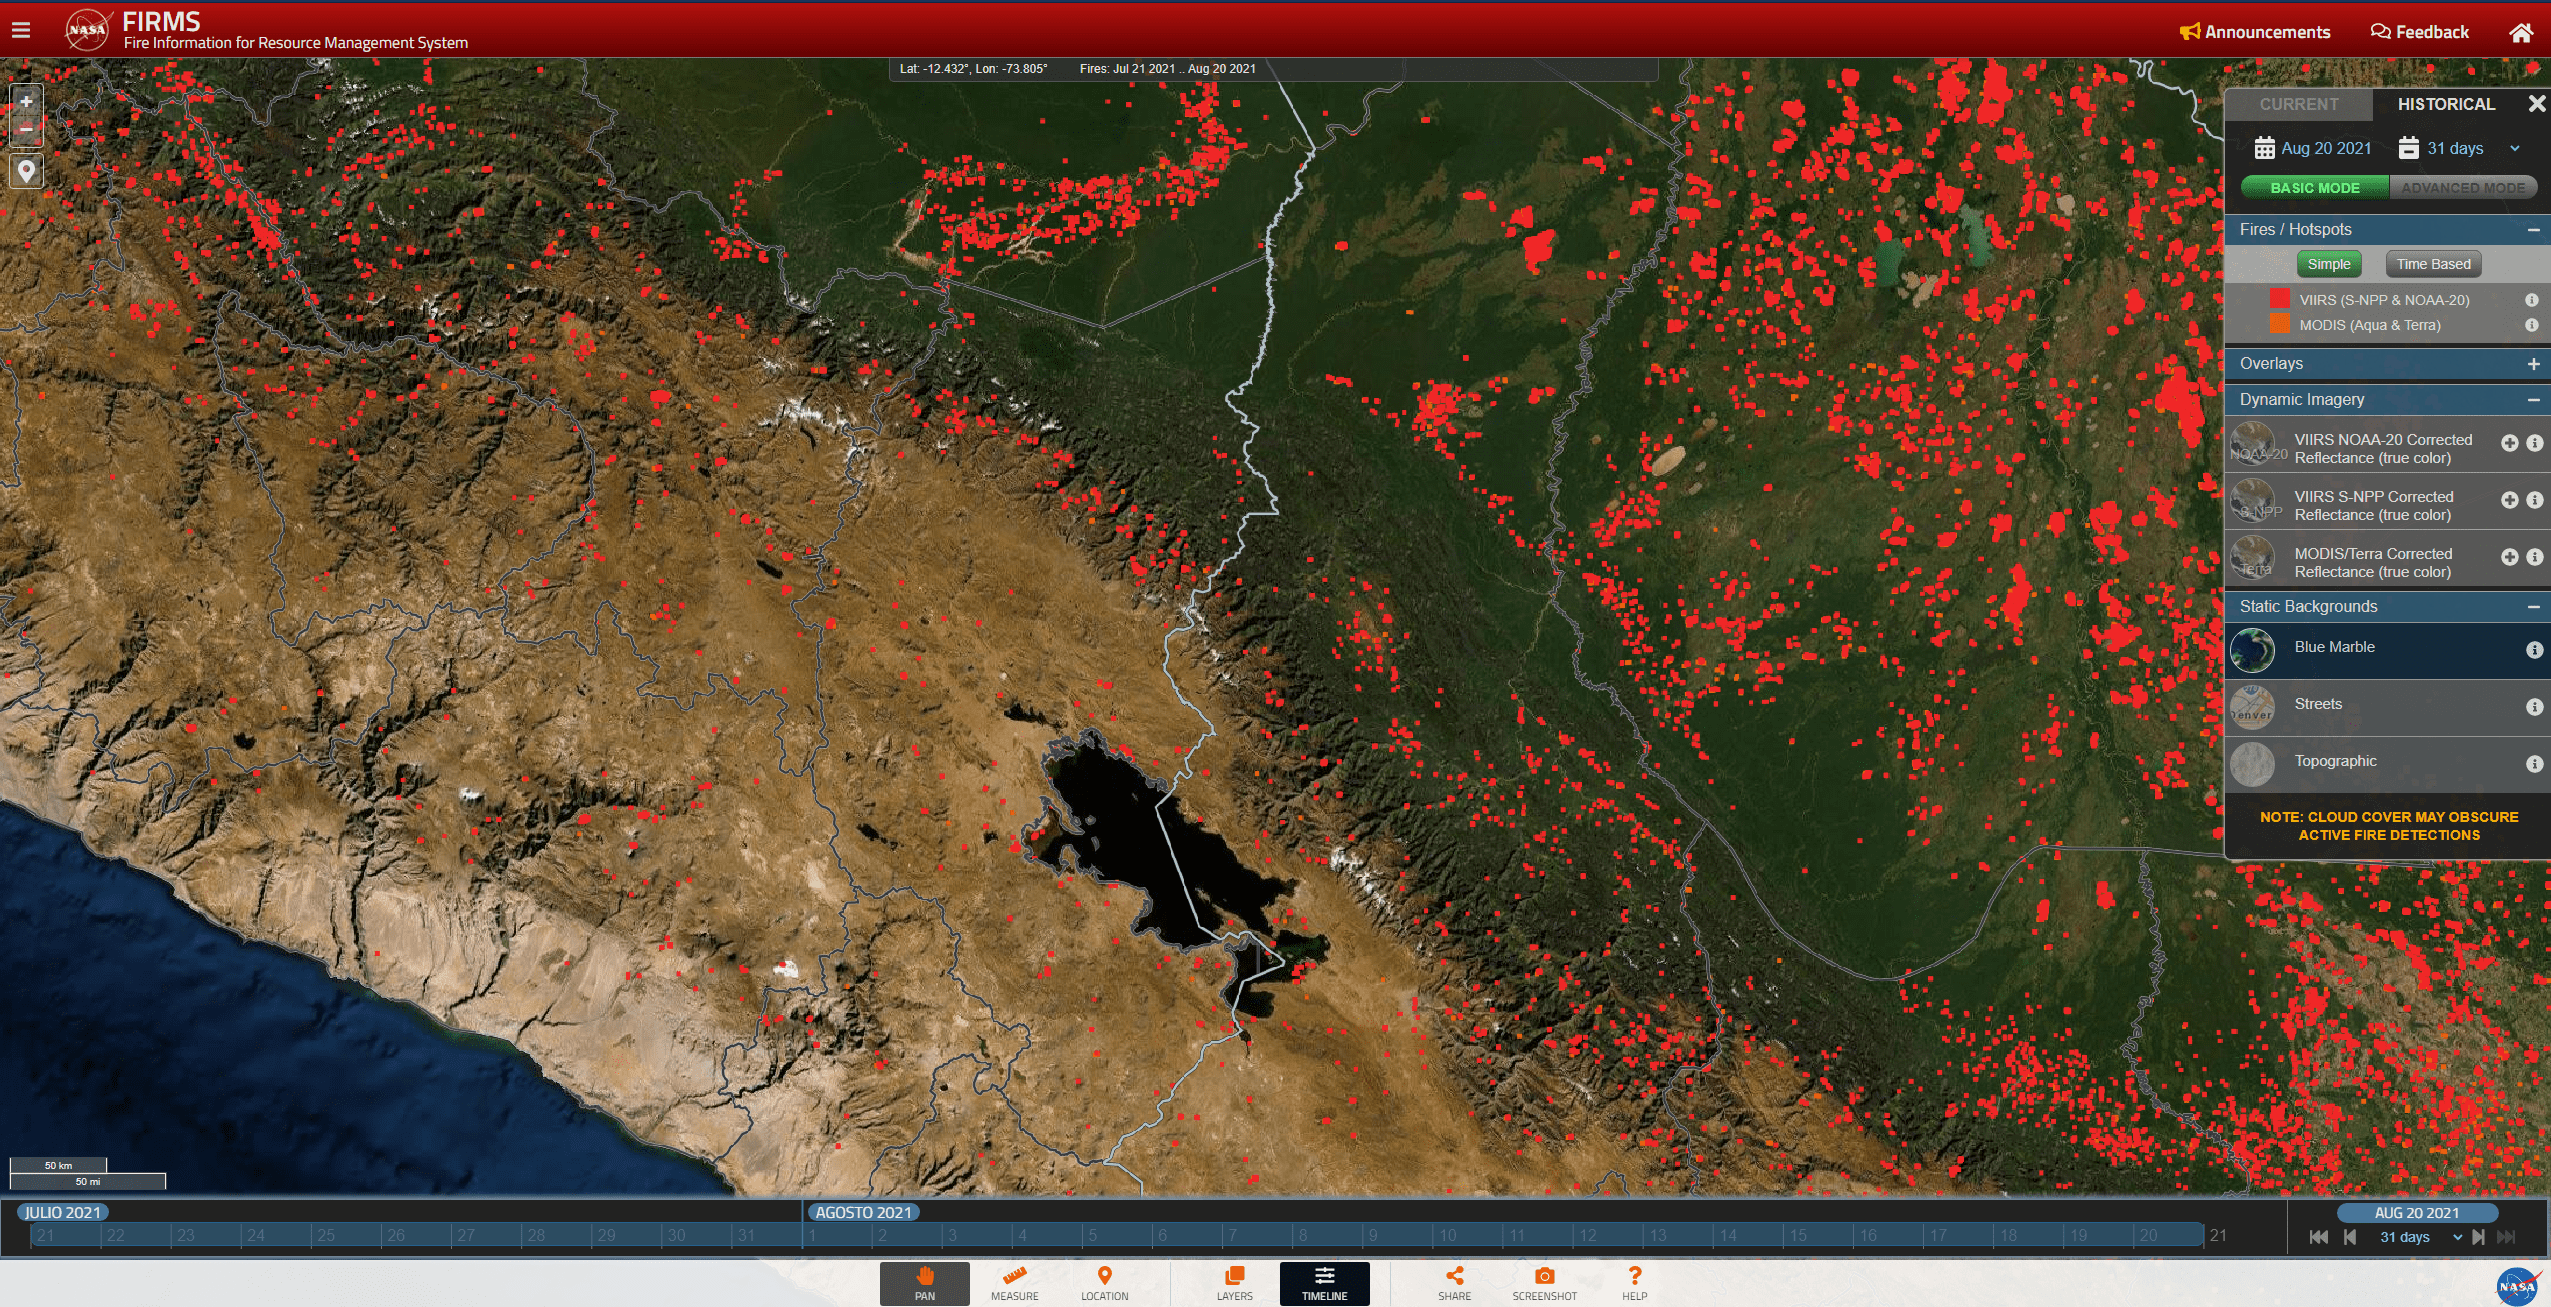 NASA
FIRMS
Fire Information for Resource Management System
Announcements
Feedback
Lat: -12.432°, Lon: -73.805°
Fires: Jul 21 2021 .. Aug 20 2021
+
−
CURRENT
HISTORICAL
Aug 20 2021
31 days
BASIC MODE
ADVANCED MODE
Fires / Hotspots
Simple
Time Based
VIIRS (S-NPP & NOAA-20)
MODIS (Aqua & Terra)
Overlays
Dynamic Imagery
NOAA-20
VIIRS NOAA-20 Corrected
Reflectance (true color)
S-NPP
VIIRS S-NPP Corrected
Reflectance (true color)
Terra
MODIS/Terra Corrected
Reflectance (true color)
Static Backgrounds
Blue Marble
Denver
Streets
Topographic
NOTE: CLOUD COVER MAY OBSCURE
ACTIVE FIRE DETECTIONS
50 km
50 mi
JULIO 2021
AGOSTO 2021
21 22 23 24 25 26 27 28 29 30 31 1 2 3 4 5 6 7 8 9 10 11 12 13 14 15 16 17 18 19 20 21
AUG 20 2021
31 days
PAN
MEASURE
LOCATION
LAYERS
TIMELINE
SHARE
SCREENSHOT
HELP
NASA